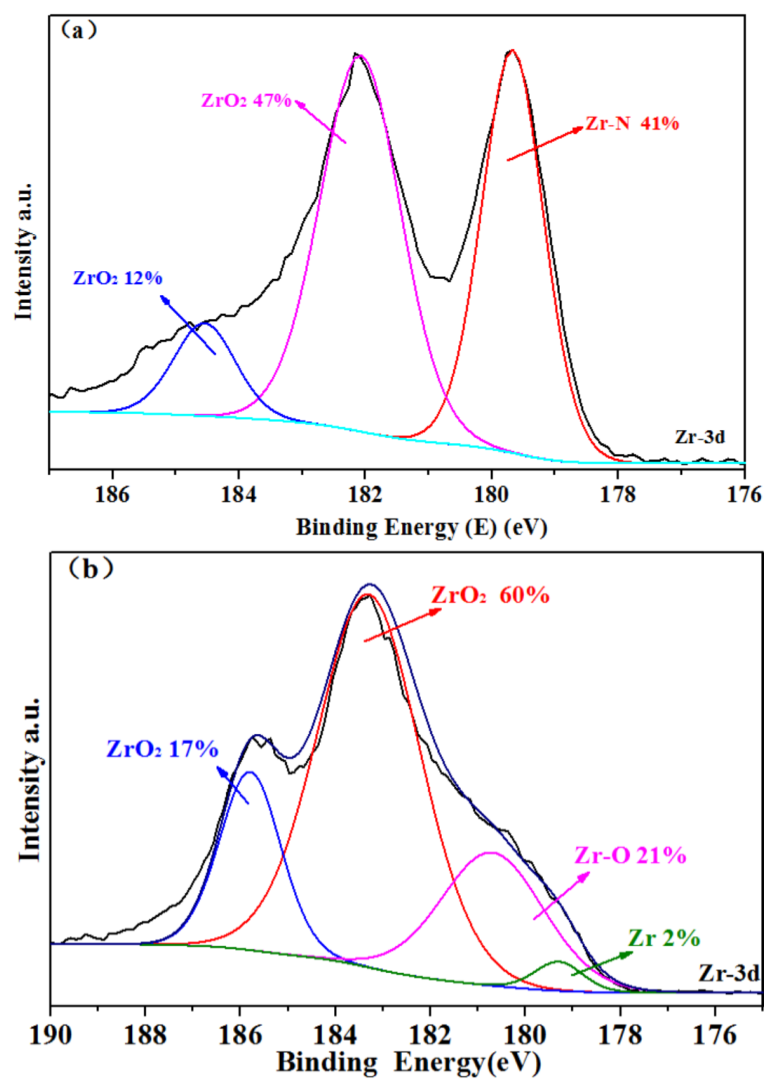 （a）
ZrO₂ 47%
Zr-N 41%
ZrO₂ 12%
Intensity a.u.
Zr-3d
186 184 182 180 178 176
Binding Energy (E) (eV)
（b）
ZrO₂ 60%
ZrO₂ 17%
Zr-O 21%
Zr 2%
Intensity a.u.
Zr-3d
190 188 186 184 182 180 178 176
Binding Energy(eV)